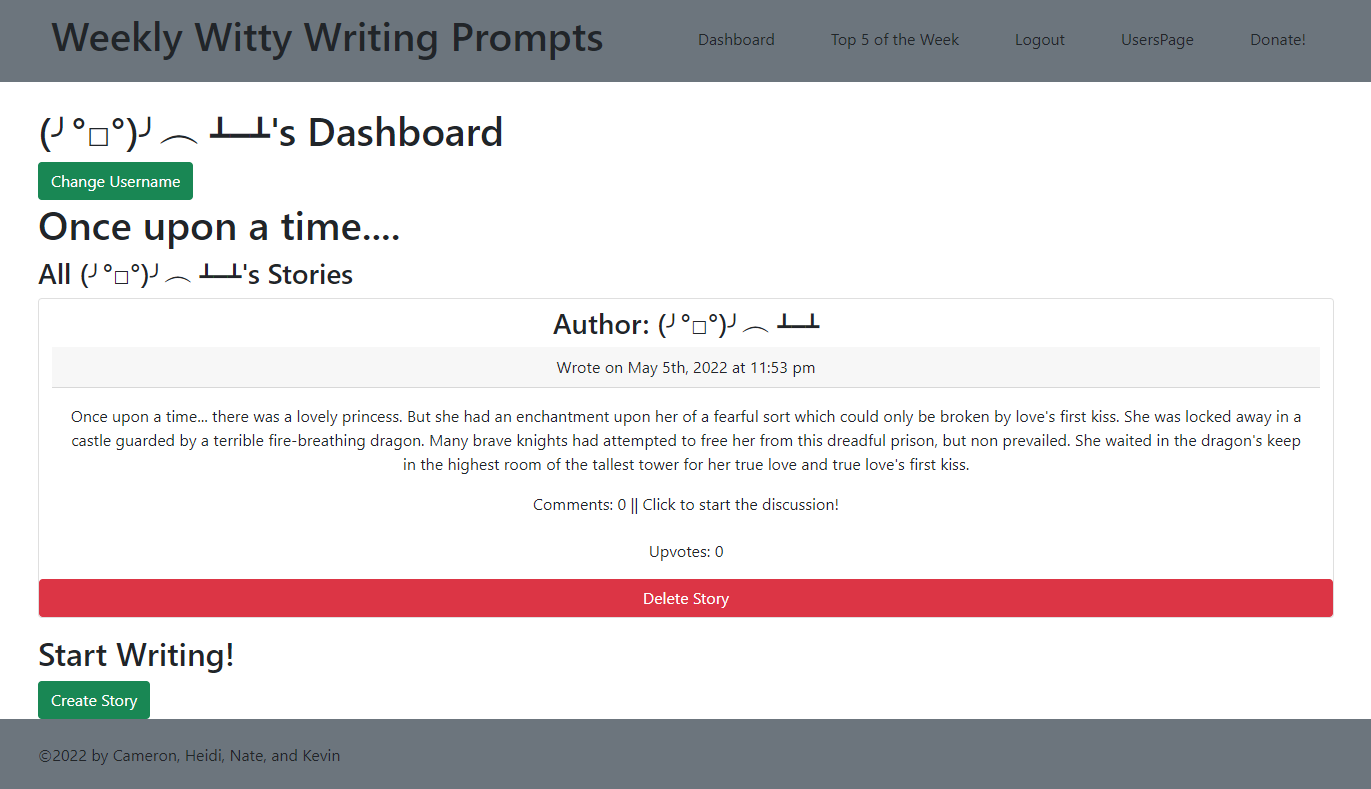 Weekly Witty Writing Prompts
Dashboard
Top 5 of the Week
Logout
UsersPage
Donate!
(╯°□°)╯︵ ┻━┻'s Dashboard
Change Username
Once upon a time....
All (╯°□°)╯︵ ┻━┻'s Stories
Author: (╯°□°)╯︵ ┻━┻
Wrote on May 5th, 2022 at 11:53 pm
Once upon a time... there was a lovely princess. But she had an enchantment upon her of a fearful sort which could only be broken by love's first kiss. She was locked away in a
castle guarded by a terrible fire-breathing dragon. Many brave knights had attempted to free her from this dreadful prison, but non prevailed. She waited in the dragon's keep
in the highest room of the tallest tower for her true love and true love's first kiss.
Comments: 0 || Click to start the discussion!
Upvotes: 0
Delete Story
Start Writing!
Create Story
©2022 by Cameron, Heidi, Nate, and Kevin